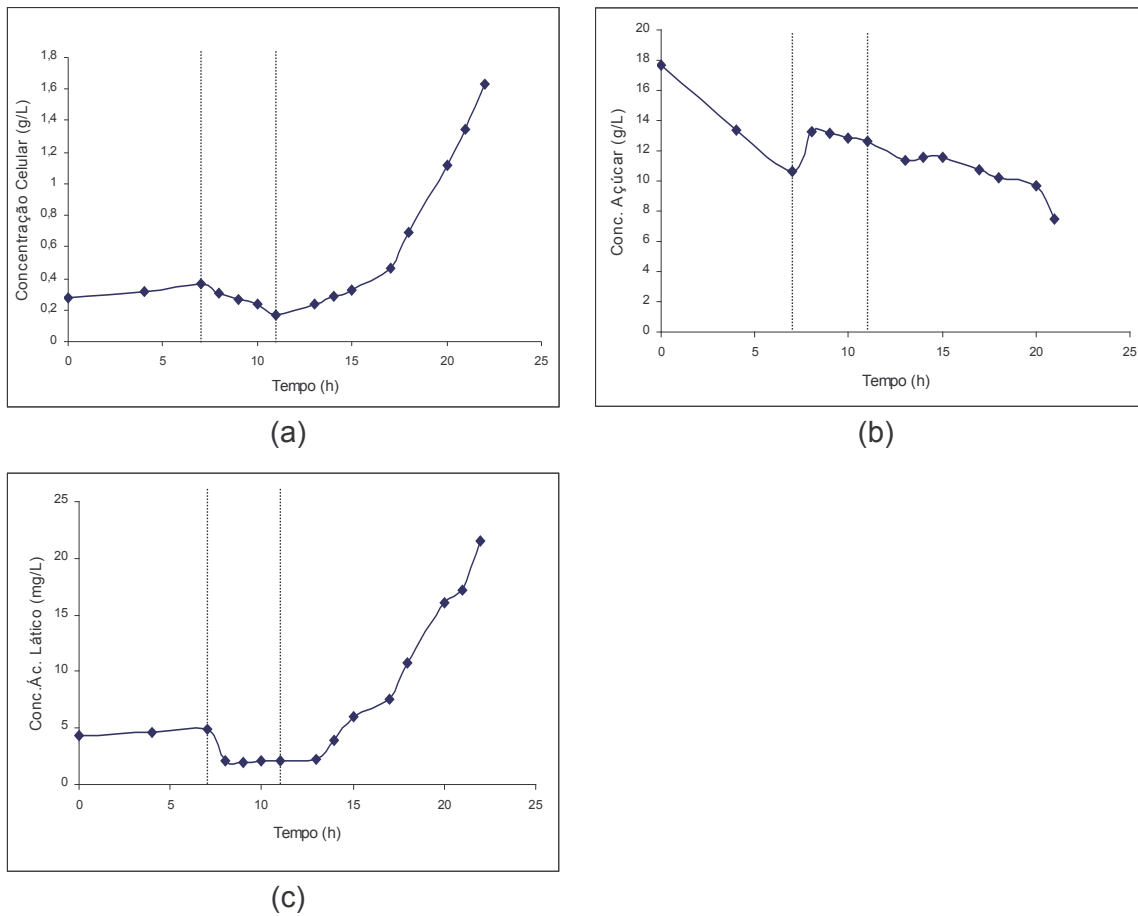 1,8
1,6
1,4
1,2
1
0,8
0,6
0,4
0,2
0
0 5 10 15 20 25
Concentração Celular (g/L)
Tempo (h)
(a)
20
18
16
14
12
10
8
6
4
2
0
0 5 10 15 20 25
Conc. Açúcar (g/L)
Tempo (h)
(b)
25
20
15
10
5
0
0 5 10 15 20 25
Conc.Ác. Lático (mg/L)
Tempo (h)
(c)